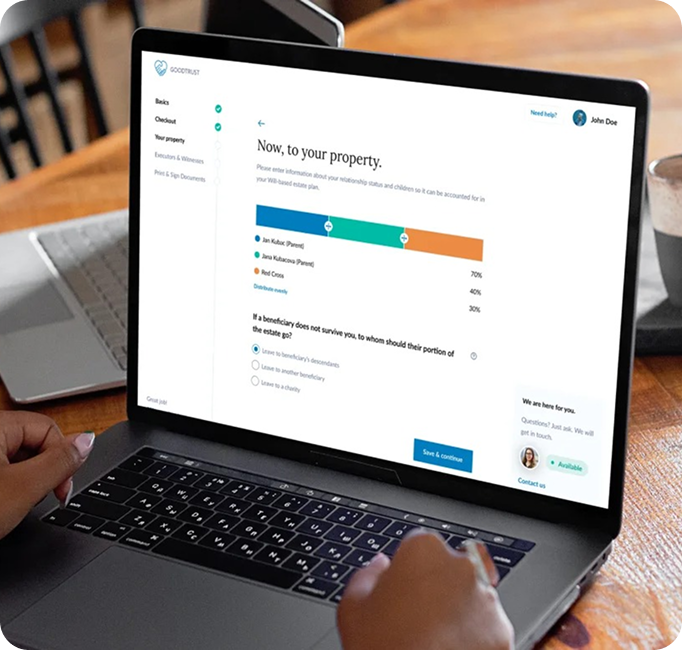 GOODTRUST
Need help?
John Doe
Basics
Checkout
Your property
Executors & Witnesses
Print & Sign Documents
Now, to your property.
Please enter information about your relationship status and children so it can be accounted for in
your Will-based estate plan.
Jan Kubac (Parent)
70%
Jana Kubacova (Parent)
40%
Red Cross
30%
Distribute evenly
If a beneficiary does not survive you, to whom should their portion of
the estate go?
Leave to beneficiary's descendants
Leave to another beneficiary
Leave to a charity
Great job!
Save & continue
We are here for you.
Questions? Just ask. We will
get in touch.
Available
Contact us